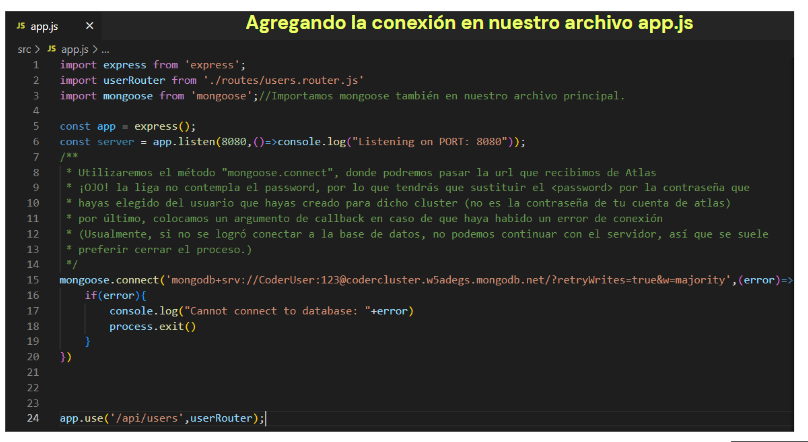 JS app.js ×
Agregando la conexión en nuestro archivo app.js
src > JS app.js > ...
1 import express from 'express';
2 import userRouter from './routes/users.router.js'
3 import mongoose from 'mongoose';//Importamos mongoose también en nuestro archivo principal.
4
5 const app = express();
6 const server = app.listen(8080,()=>console.log("Listening on PORT: 8080"));
7 /**
8  * Utilizaremos el método "mongoose.connect", donde podremos pasar la url que recibimos de Atlas
9  * ¡OJO! la liga no contempla el password, por lo que tendrás que sustituir el <password> por la contraseña que
10  * hayas elegido del usuario que hayas creado para dicho cluster (no es la contraseña de tu cuenta de atlas)
11  * por último, colocamos un argumento de callback en caso de que haya habido un error de conexión
12  * (Usualmente, si no se logró conectar a la base de datos, no podemos continuar con el servidor, así que se suele
13  * preferir cerrar el proceso.)
14  */
15 mongoose.connect('mongodb+srv://CoderUser:123@codercluster.w5adegs.mongodb.net/?retryWrites=true&w=majority',(error)=>
16     if(error){
17         console.log("Cannot connect to database: "+error)
18         process.exit()
19     }
20 })
21
22
23
24 app.use('/api/users',userRouter);